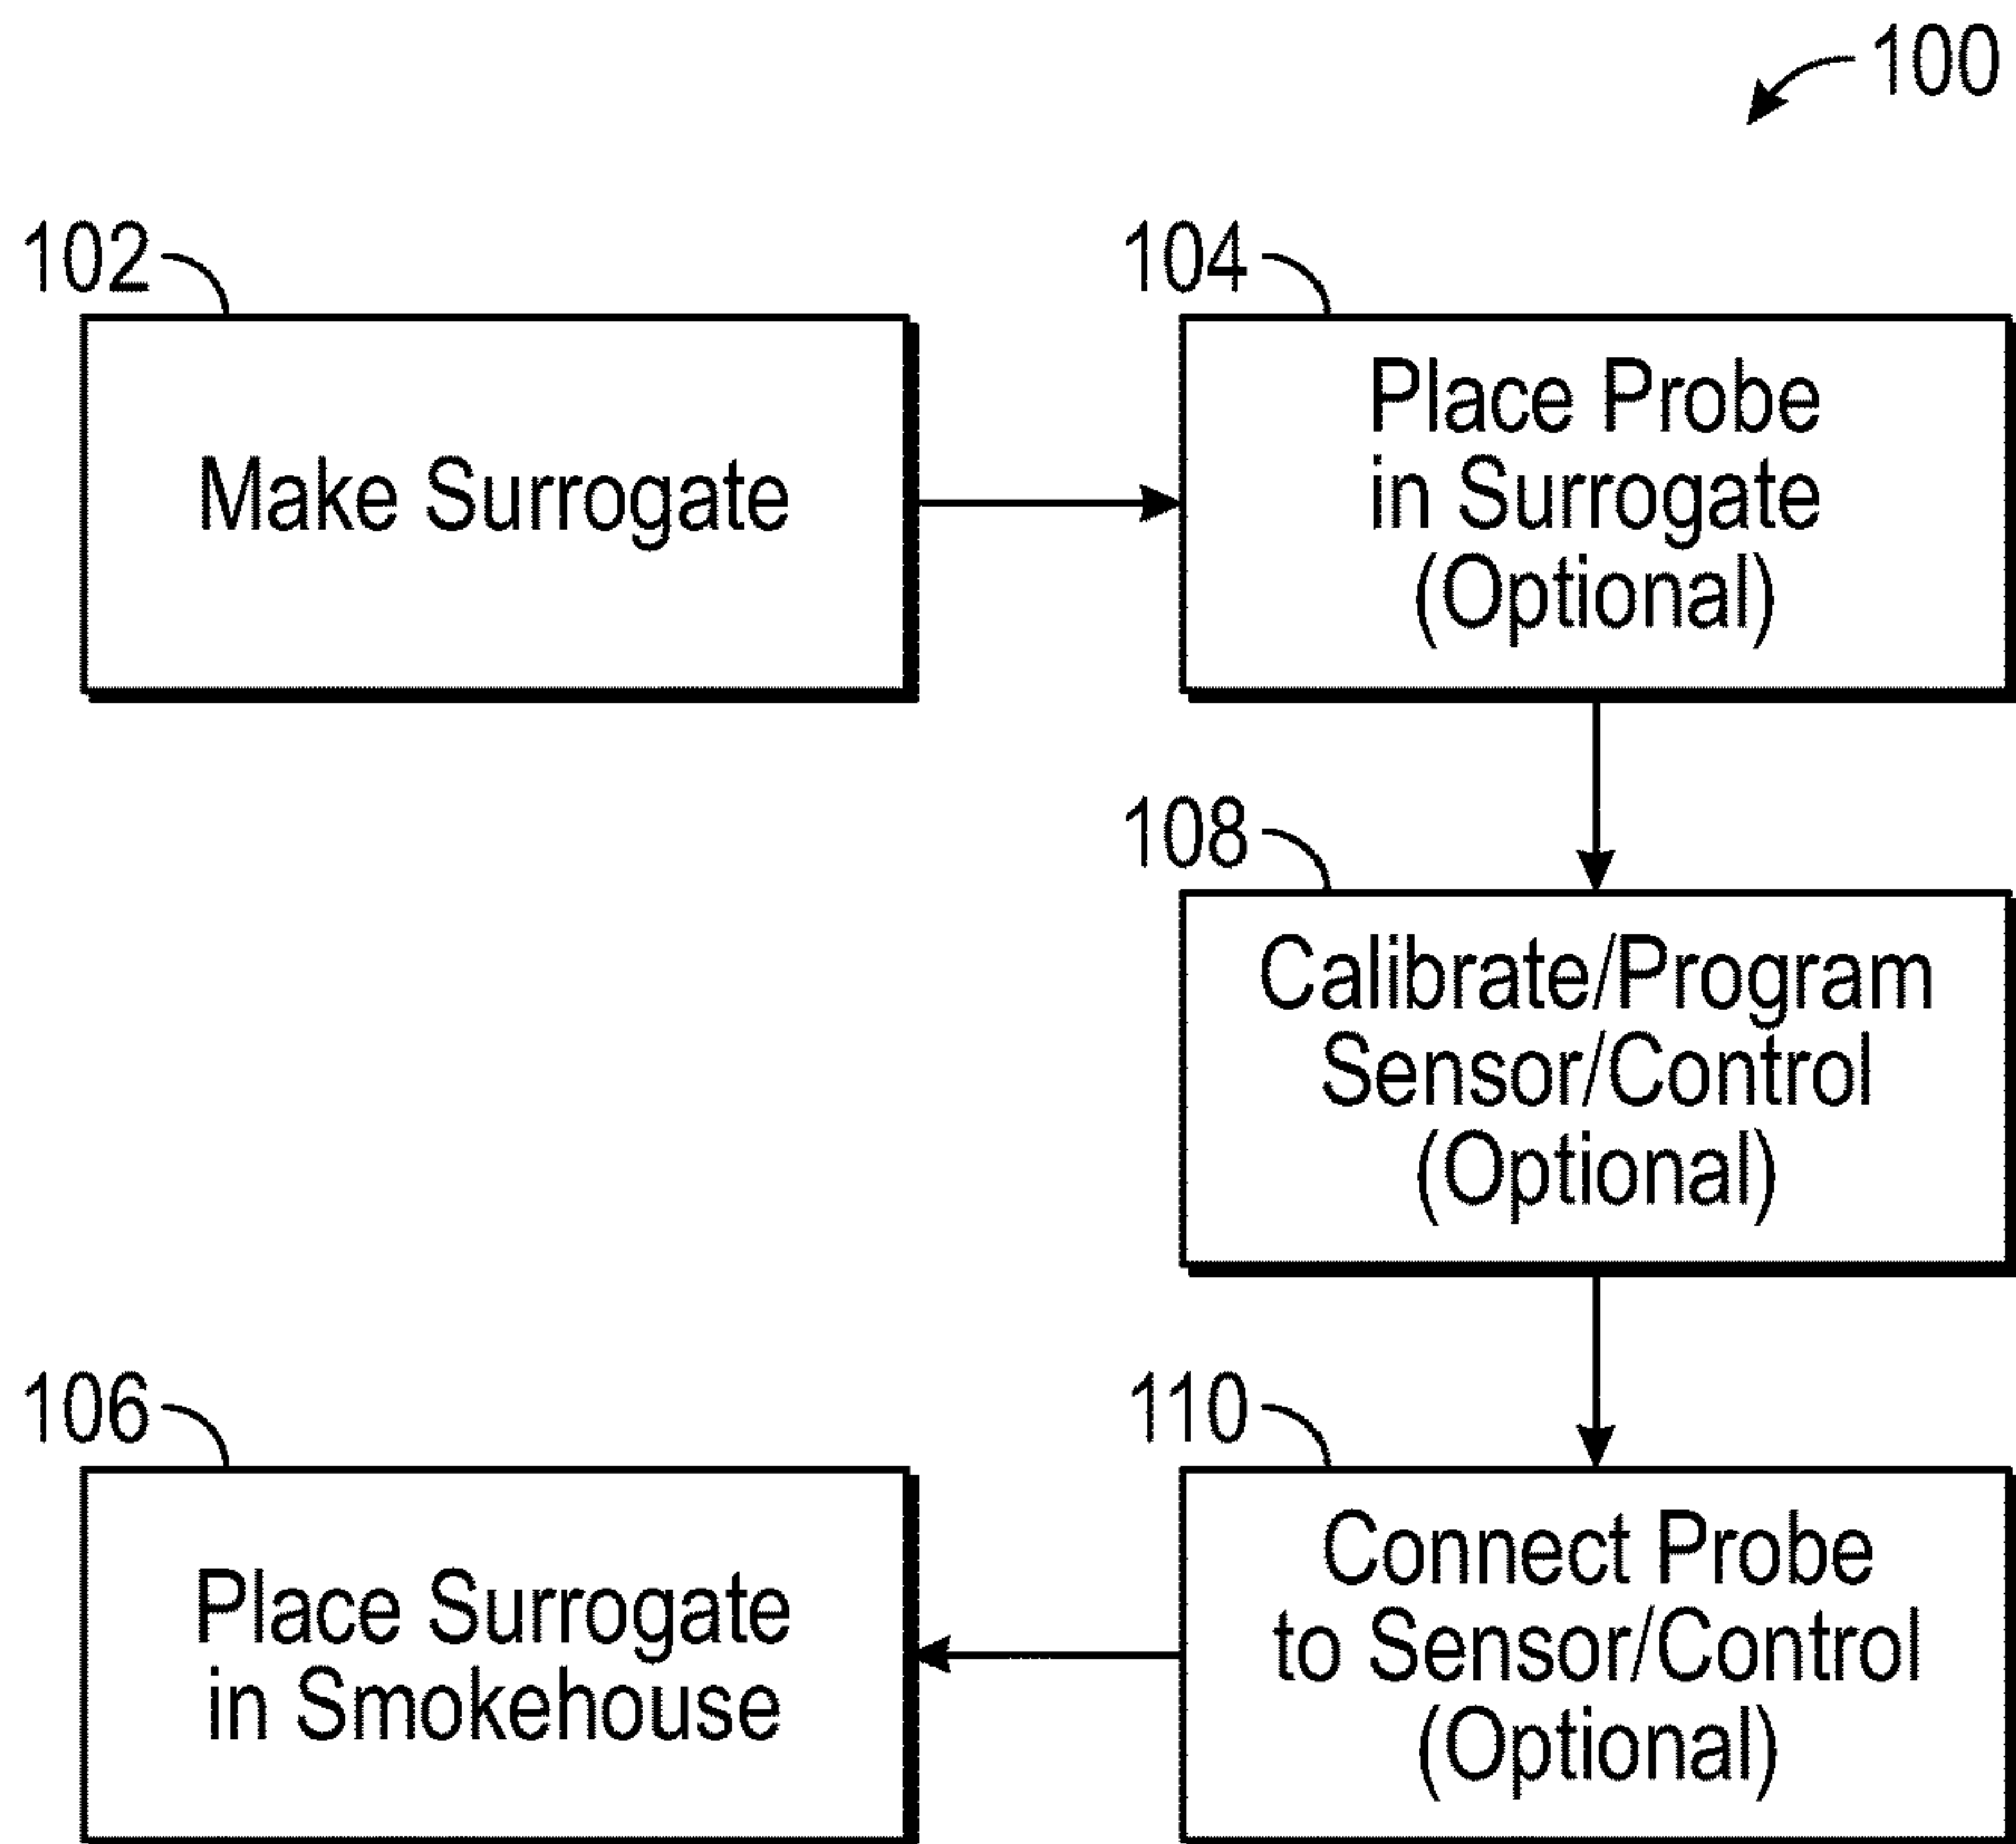 100
102
Make Surrogate
104
Place Probe
in Surrogate
(Optional)
108
Calibrate/Program
Sensor/Control
(Optional)
110
Connect Probe
to Sensor/Control
(Optional)
106
Place Surrogate
in Smokehouse